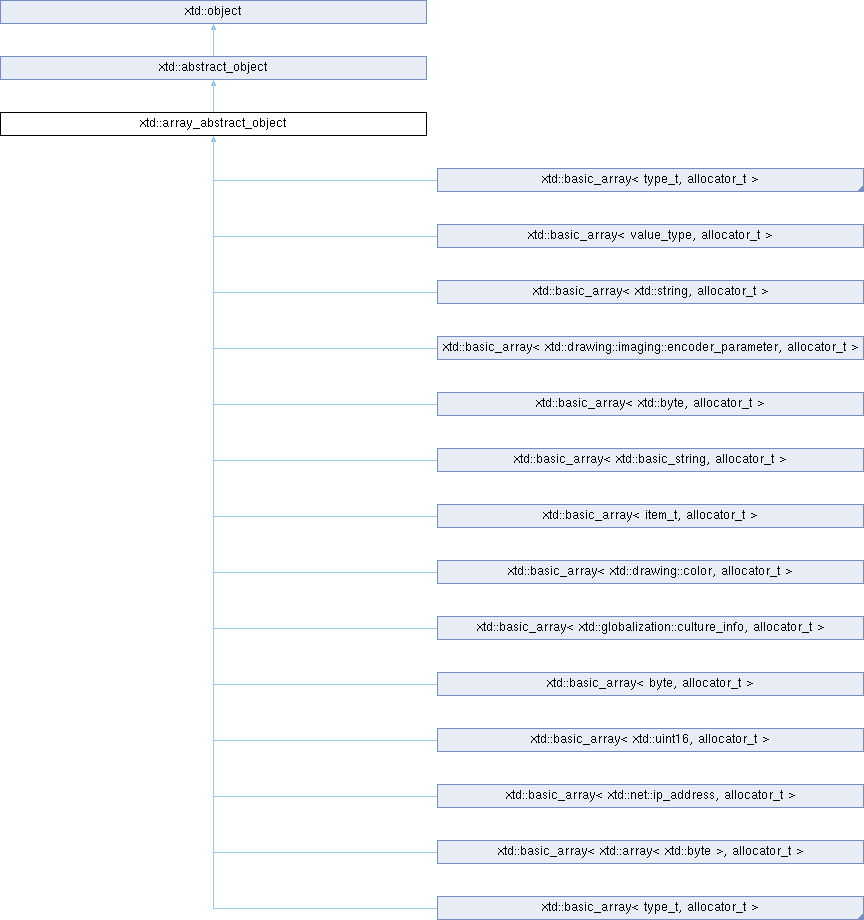 xtd::object
xtd::abstract_object
xtd::array_abstract_object
xtd::basic_array< type_t, allocator_t >
xtd::basic_array< value_type, allocator_t >
xtd::basic_array< xtd::string, allocator_t >
xtd::basic_array< xtd::drawing::imaging::encoder_parameter, allocator_t >
xtd::basic_array< xtd::byte, allocator_t >
xtd::basic_array< xtd::basic_string, allocator_t >
xtd::basic_array< item_t, allocator_t >
xtd::basic_array< xtd::drawing::color, allocator_t >
xtd::basic_array< xtd::globalization::culture_info, allocator_t >
xtd::basic_array< byte, allocator_t >
xtd::basic_array< xtd::uint16, allocator_t >
xtd::basic_array< xtd::net::ip_address, allocator_t >
xtd::basic_array< xtd::array< xtd::byte >, allocator_t >
xtd::basic_array< type_t, allocator_t >